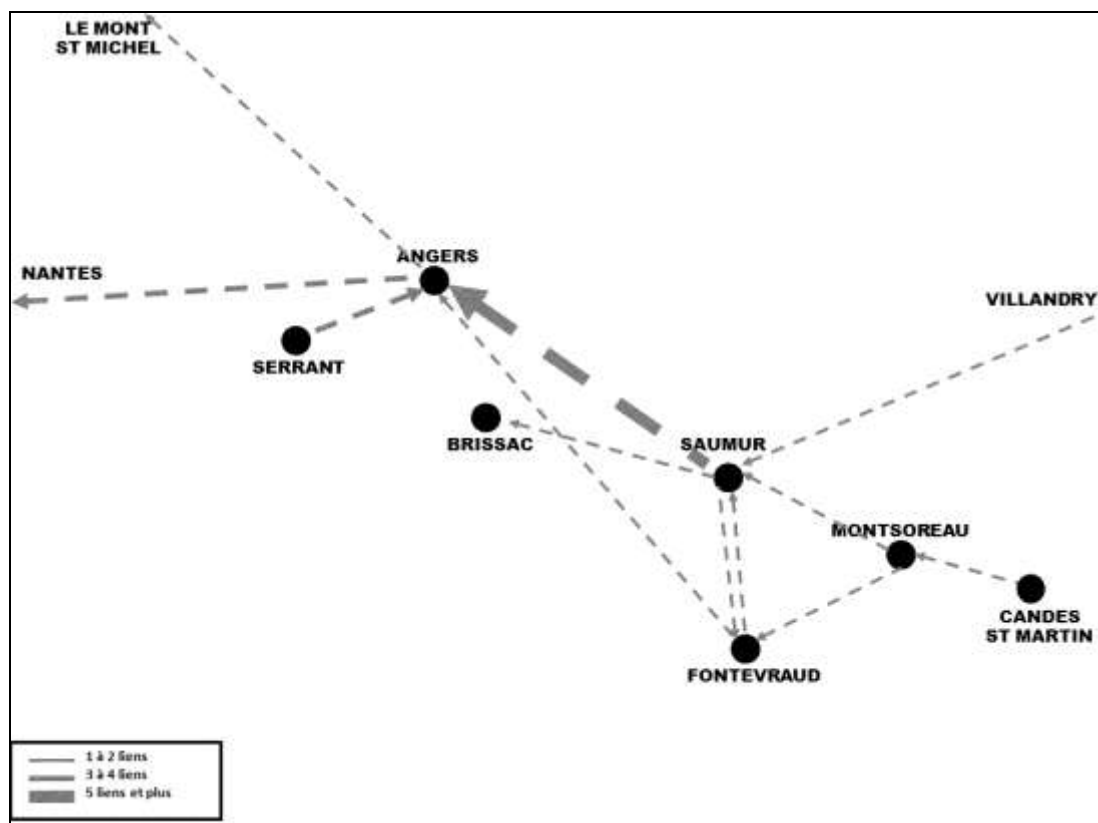 LE MONT
ST MICHEL
ANGERS
NANTES
VILLANDRY
SERRANT
BRISSAC
SAUMUR
MONTSOREAU
CANDES
ST MARTIN
FONTEVRAUD
1 à 2 liens
3 à 4 liens
5 liens et plus